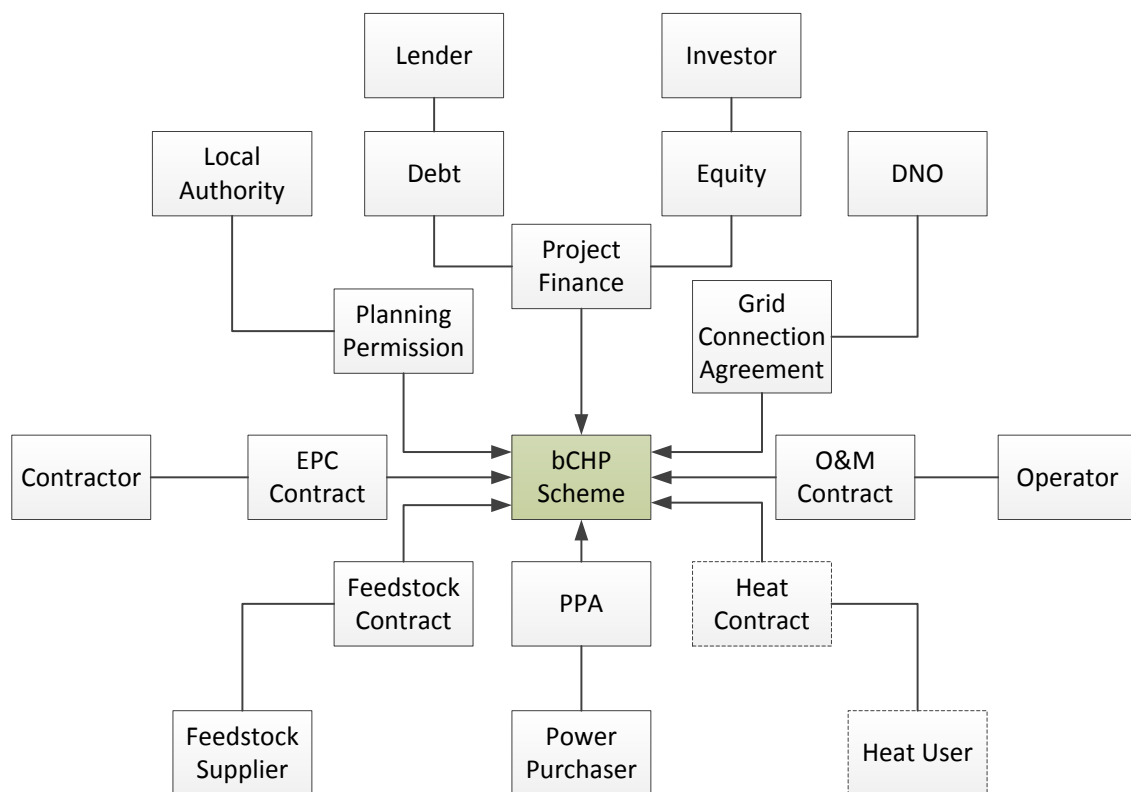 Lender
Investor
Local
Authority
Debt
Equity
DNO
Project
Finance
Planning
Permission
Grid
Connection
Agreement
Contractor
EPC
Contract
bCHP
Scheme
O&M
Contract
Operator
Feedstock
Contract
PPA
Heat
Contract
Feedstock
Supplier
Power
Purchaser
Heat User